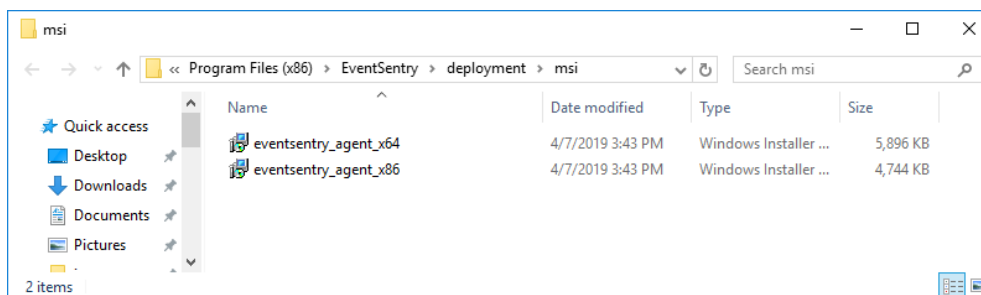 msi
« Program Files (x86) > EventSentry > deployment > msi
Search msi
Name Date modified Type Size
Quick access
Desktop
Downloads
Documents
Pictures
eventsentry_agent_x64 4/7/2019 3:43 PM Windows Installer ... 5,896 KB
eventsentry_agent_x86 4/7/2019 3:43 PM Windows Installer ... 4,744 KB
2 items